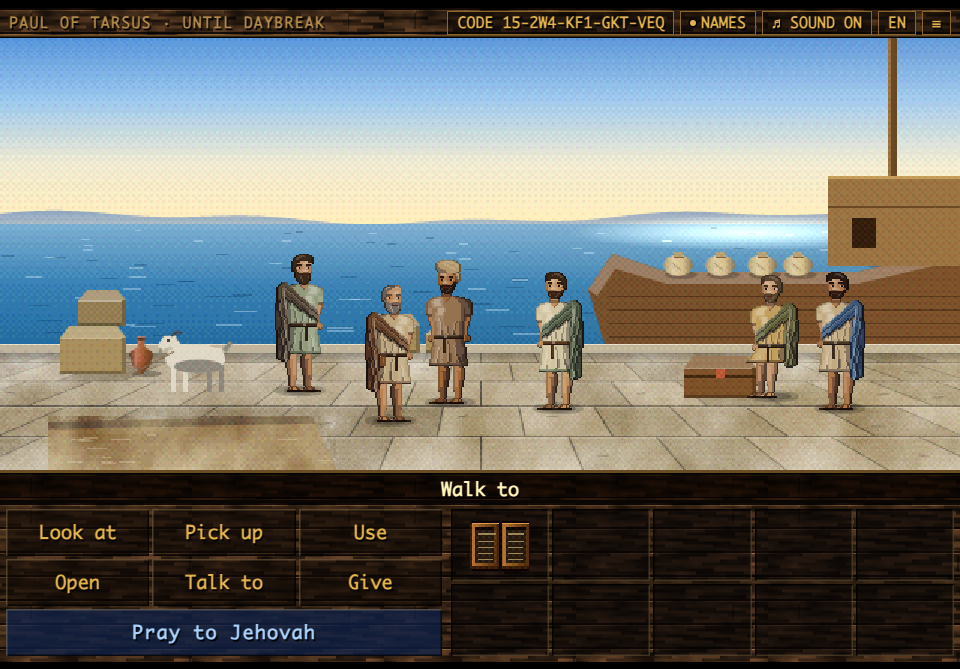 PAUL OF TARSUS · UNTIL DAYBREAK
CODE 15-2W4-KF1-GKT-VEQ
● NAMES
♬ SOUND ON
EN
≡
Walk to
Look at
Pick up
Use
Open
Talk to
Give
Pray to Jehovah